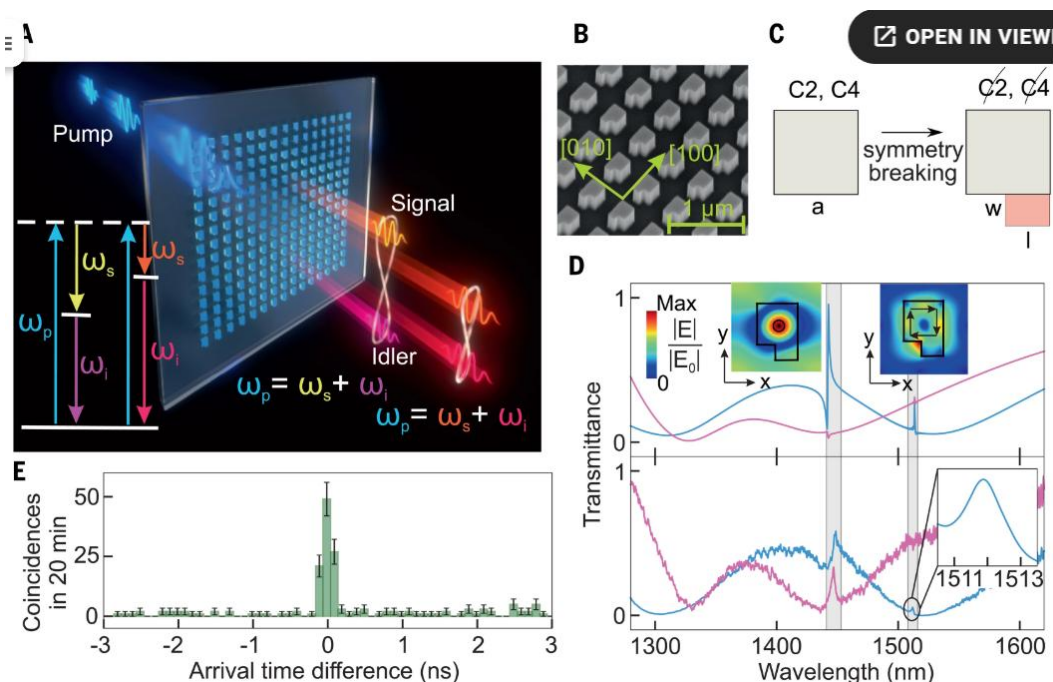 A
B
C
OPEN IN VIEWE
Pump
Signal
Idler
ωp
ωs
ωi
ωs
ωi
ωp = ωs + ωi
ωp = ωs + ωi
[010]
[100]
1 μm
C2, C4
C2, C4
symmetry
breaking
a
w
l
D
1
Max
|E|
|E0|
0
y
x
y
x
0
1
0
Transmittance
1511
1513
1300
1400
1500
1600
Wavelength (nm)
E
50
25
0
Coincidences
in 20 min
-3
-2
-1
0
1
2
3
Arrival time difference (ns)